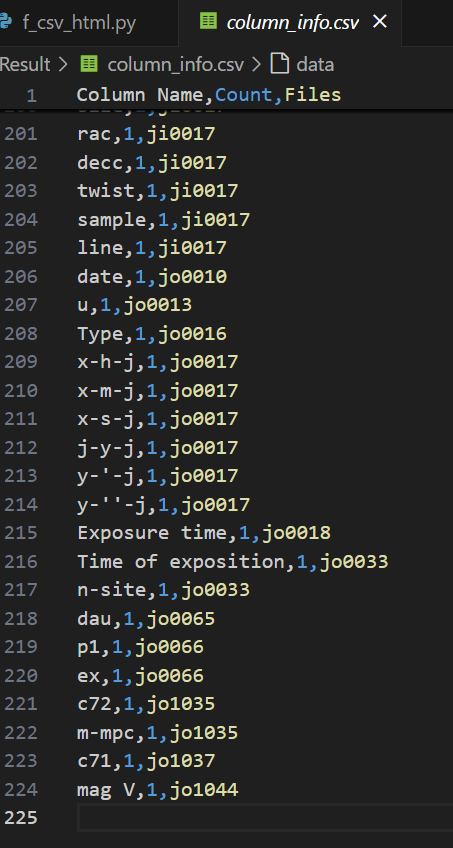 f_csv_html.py column_info.csv ×
Result > column_info.csv > data
1 Column Name,Count,Files
201 rac,1,ji0017
202 decc,1,ji0017
203 twist,1,ji0017
204 sample,1,ji0017
205 line,1,ji0017
206 date,1,jo0010
207 u,1,jo0013
208 Type,1,jo0016
209 x-h-j,1,jo0017
210 x-m-j,1,jo0017
211 x-s-j,1,jo0017
212 j-y-j,1,jo0017
213 y-'-j,1,jo0017
214 y-''-j,1,jo0017
215 Exposure time,1,jo0018
216 Time of exposition,1,jo0033
217 n-site,1,jo0033
218 dau,1,jo0065
219 p1,1,jo0066
220 ex,1,jo0066
221 c72,1,jo1035
222 m-mpc,1,jo1035
223 c71,1,jo1037
224 mag V,1,jo1044
225